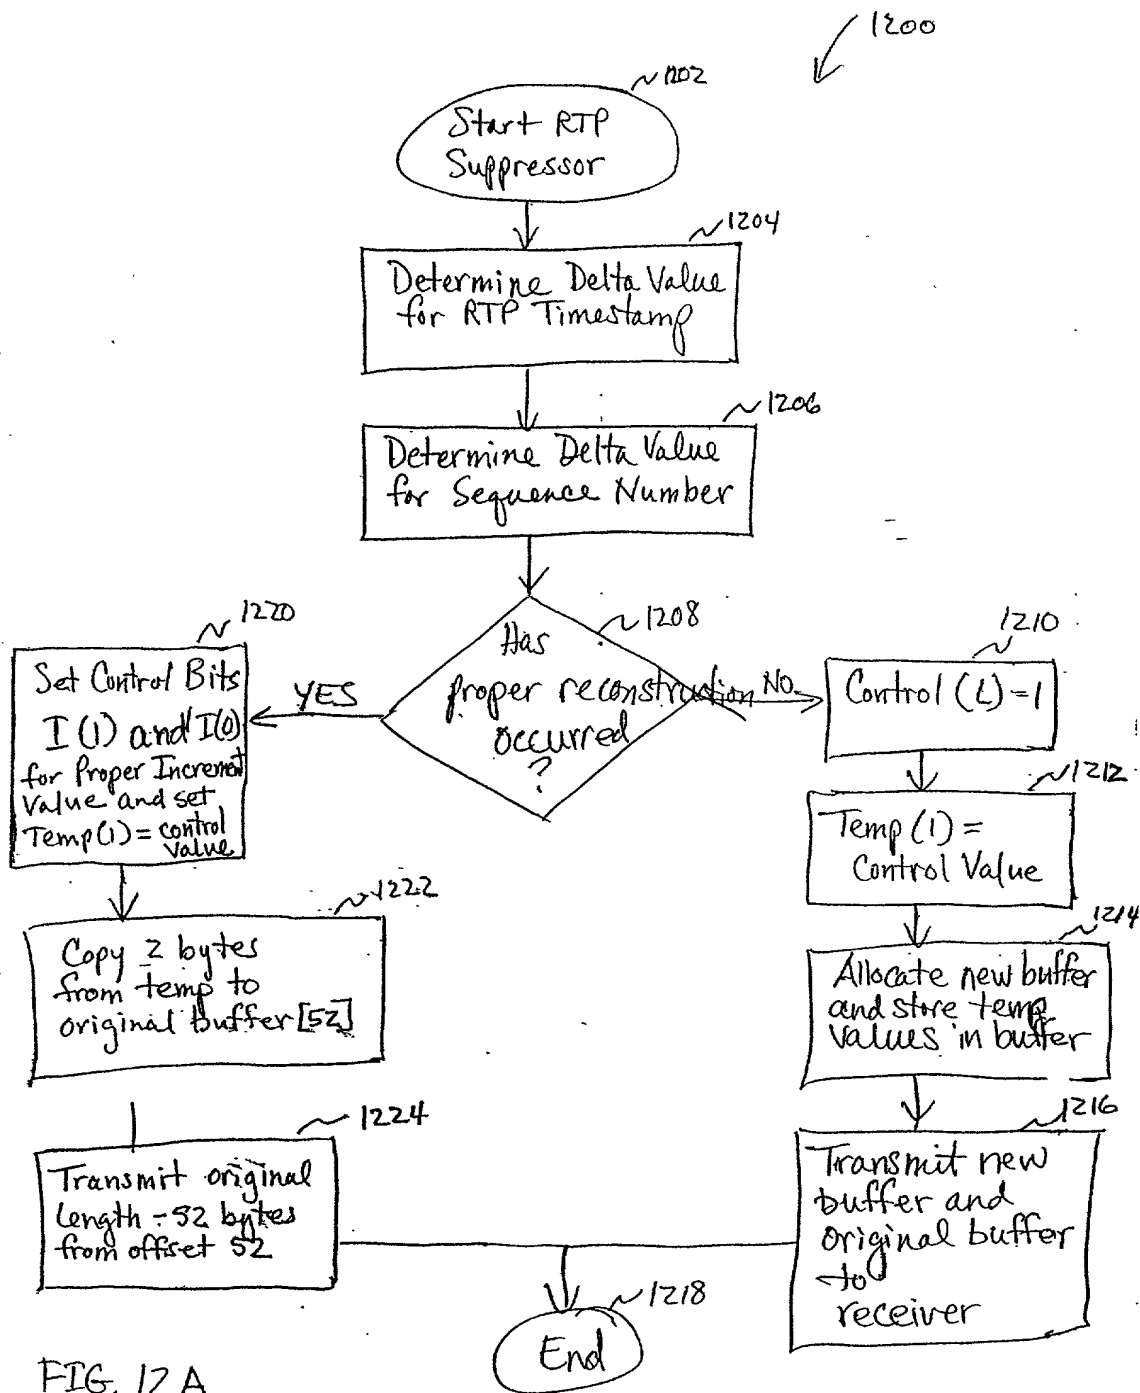 1200
1202
Start RTP
Suppressor
1204
Determine Delta Value
for RTP Timestamp
1206
Determine Delta Value
for Sequence Number
1208
Has
proper reconstruction
occurred
?
YES
NO
1220
Set Control Bits
I(1) and I(0)
for Proper Increment
Value and set
Temp(1) = control
value
1222
Copy 2 bytes
from temp to
original buffer [52]
1224
Transmit original
length - 52 bytes
from offset 52
1210
Control (L) = 1
1212
Temp (1) =
Control Value
1214
Allocate new buffer
and store temp
values in buffer
1216
Transmit new
buffer and
original buffer
to
receiver
1218
End
FIG. 12 A